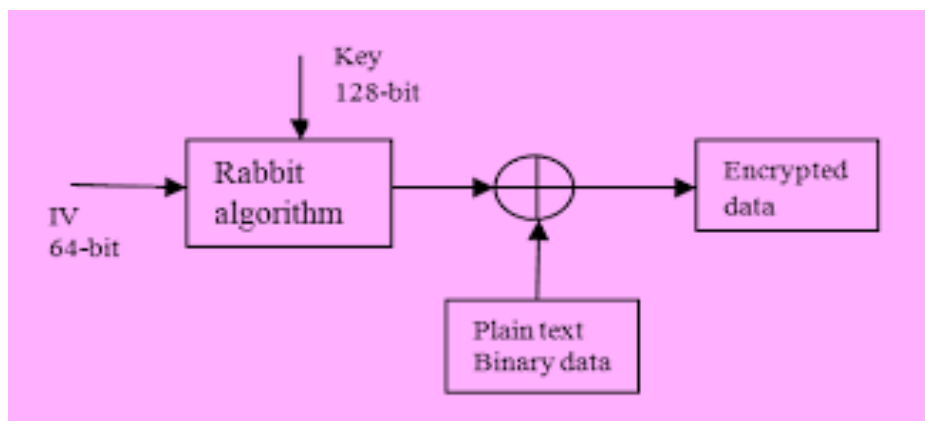 Key
128-bit
Rabbit
algorithm
IV
64-bit
Encrypted
data
Plain text
Binary data